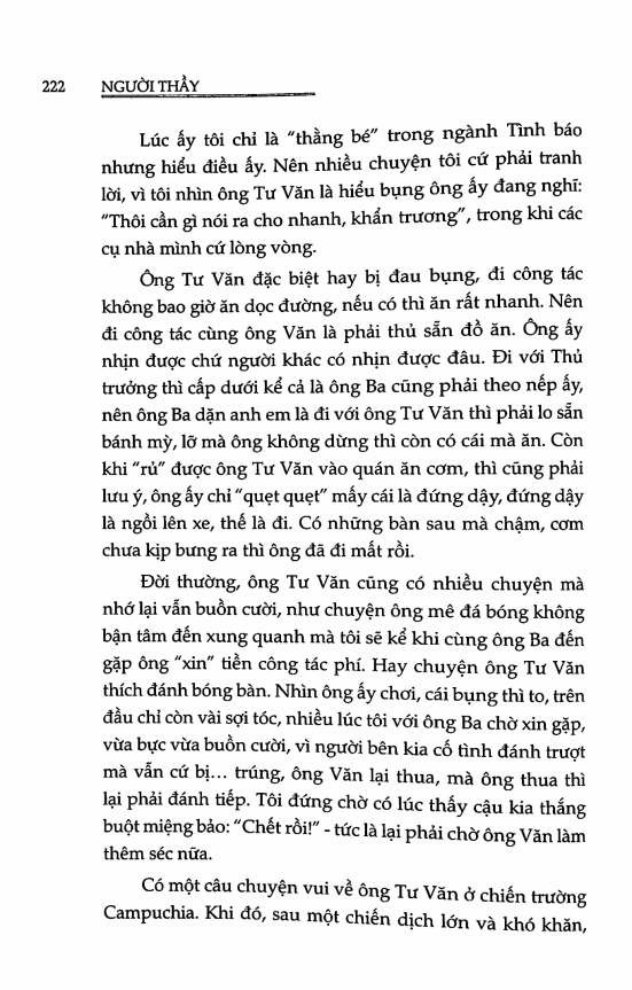 222 NGƯỜI THẦY
Lúc ấy tôi chỉ là "thằng bé" trong ngành Tình báo
nhưng hiểu điều ấy. Nên nhiều chuyện tôi cứ phải tranh
lời, vì tôi nhìn ông Tư Văn là hiểu bụng ông ấy đang nghĩ:
"Thôi cần gì nói ra cho nhanh, khẩn trương", trong khi các
cụ nhà mình cứ lòng vòng.
Ông Tư Văn đặc biệt hay bị đau bụng, đi công tác
không bao giờ ăn dọc đường, nếu có thì ăn rất nhanh. Nên
đi công tác cùng ông Văn là phải thủ sẵn đồ ăn. Ông ấy
nhịn được chứ người khác có nhịn được đâu. Đi với Thủ
trưởng thì cấp dưới kể cả là ông Ba cũng phải theo nếp ấy,
nên ông Ba dặn anh em là đi với ông Tư Văn thì phải lo sẵn
bánh mỳ, lỡ mà ông không dừng thì còn có cái mà ăn. Còn
khi "rủ" được ông Tư Văn vào quán ăn cơm, thì cũng phải
lưu ý, ông ấy chỉ "quẹt quẹt" mấy cái là đứng dậy, đứng dậy
là ngồi lên xe, thế là đi. Có những bàn sau mà chậm, cơm
chưa kịp bưng ra thì ông đã đi mất rồi.
Đời thường, ông Tư Văn cũng có nhiều chuyện mà
nhớ lại vẫn buồn cười, như chuyện ông mê đá bóng không
bận tâm đến xung quanh mà tôi sẽ kể khi cùng ông Ba đến
gặp ông "xin" tiền công tác phí. Hay chuyện ông Tư Văn
thích đánh bóng bàn. Nhìn ông ấy chơi, cái bụng thì to, trên
đầu chỉ còn vài sợi tóc, nhiều lúc tôi với ông Ba chờ xin gặp,
vừa bực vừa buồn cười, vì người bên kia cố tình đánh trượt
mà vẫn cứ bị... trúng, ông Văn lại thua, mà ông thua thì
lại phải đánh tiếp. Tôi đứng chờ có lúc thấy cậu kia thắng
buột miệng bảo: "Chết rồi!" - tức là lại phải chờ ông Văn làm
thêm séc nữa.
Có một câu chuyện vui về ông Tư Văn ở chiến trường
Campuchia. Khi đó, sau một chiến dịch lớn và khó khăn,